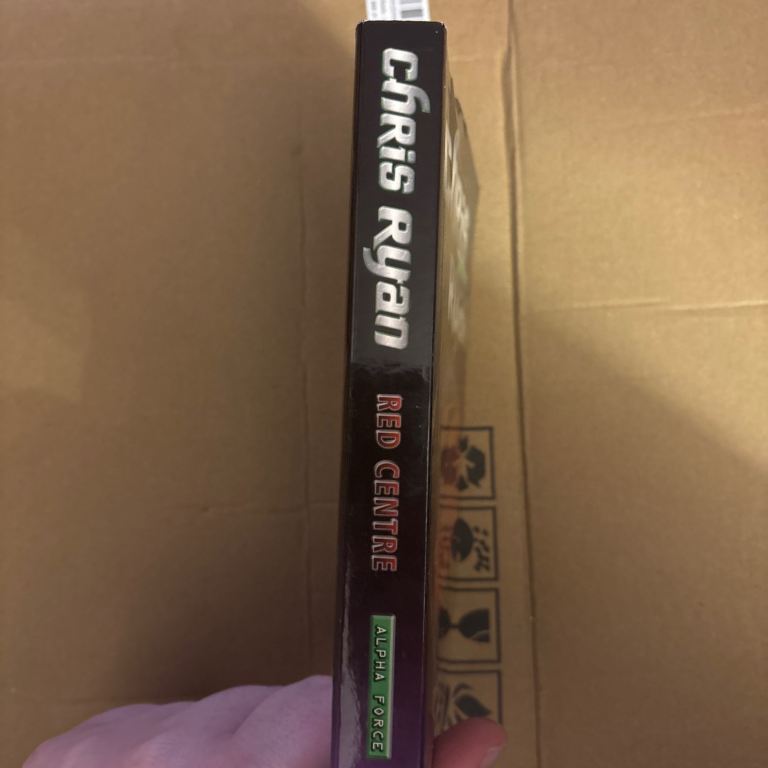 chRis Ryan
RED CENTRE
ALPHA FORCE